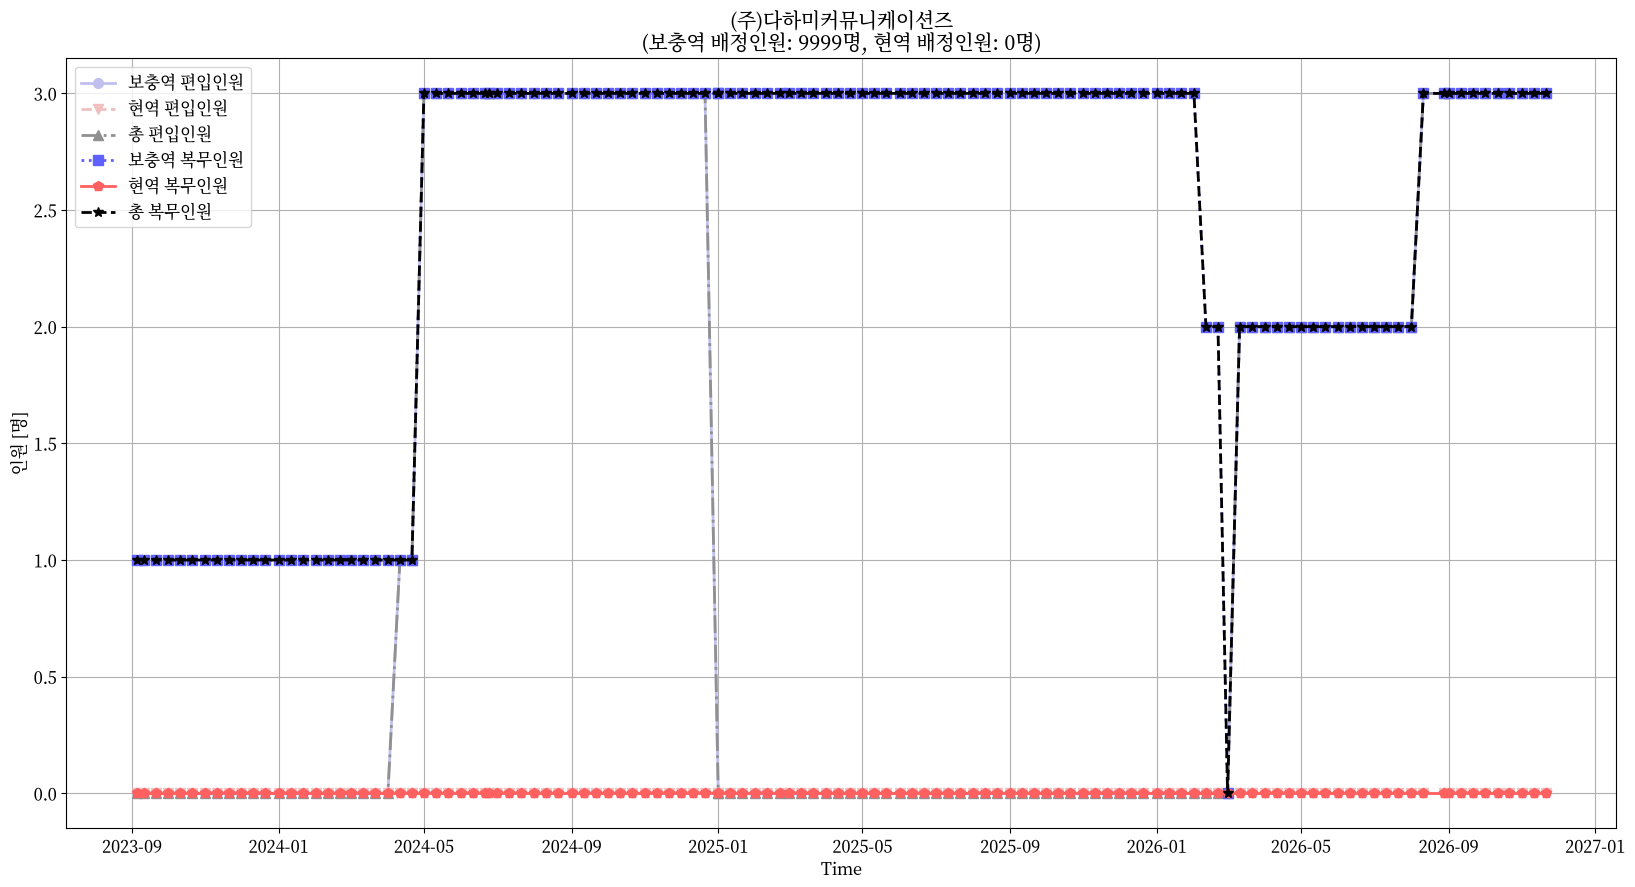 (주)다하미커뮤니케이션즈
(보충역 배정인원: 9999명, 현역 배정인원: 0명)
보충역 편입인원
현역 편입인원
총 편입인원
보충역 복무인원
현역 복무인원
총 복무인원
3.0
2.5
2.0
1.5
1.0
0.5
0.0
인원 [명]
2023-09
2024-01
2024-05
2024-09
2025-01
2025-05
2025-09
2026-01
2026-05
2026-09
2027-01
Time